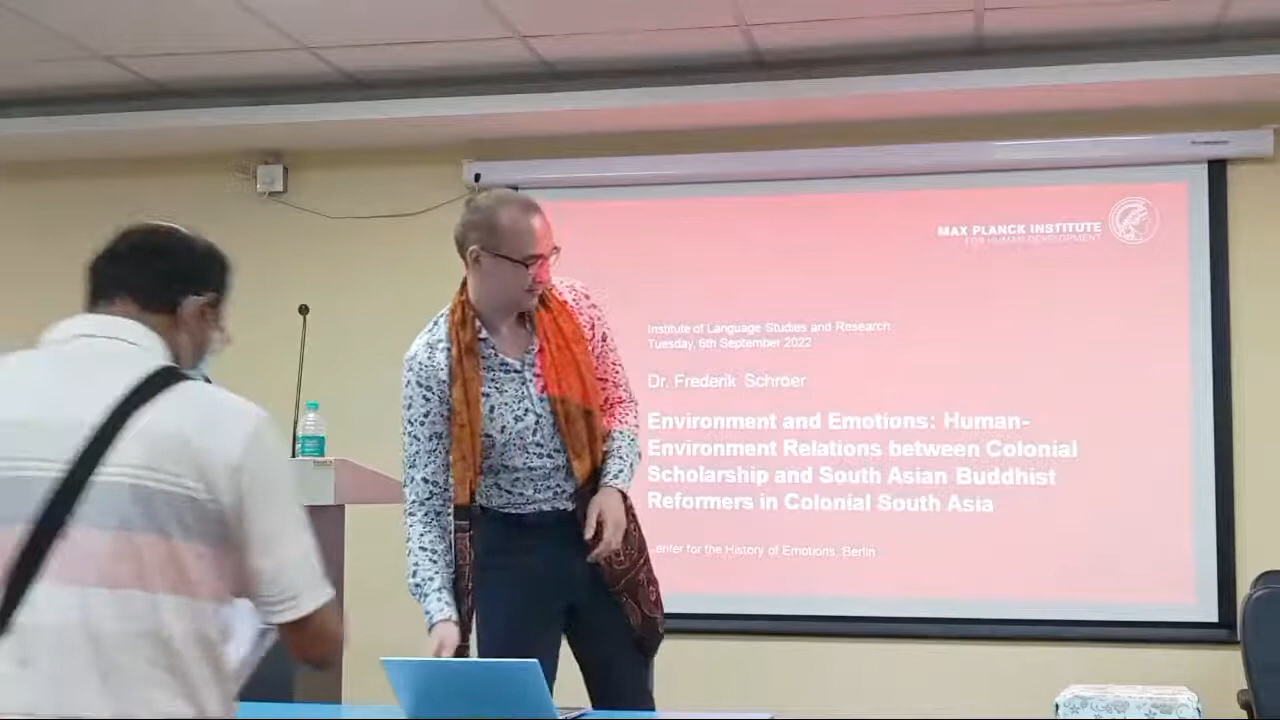 MAX PLANCK INSTITUTE
FOR HUMAN DEVELOPMENT
Institute of Language Studies and Research
Tuesday, 6th September 2022
Dr. Frederik Schröer
Environment and Emotions: Human-
Environment Relations between Colonial
Scholarship and South Asian Buddhist
Reformers in Colonial South Asia
enter for the History of Emotions, Berlin